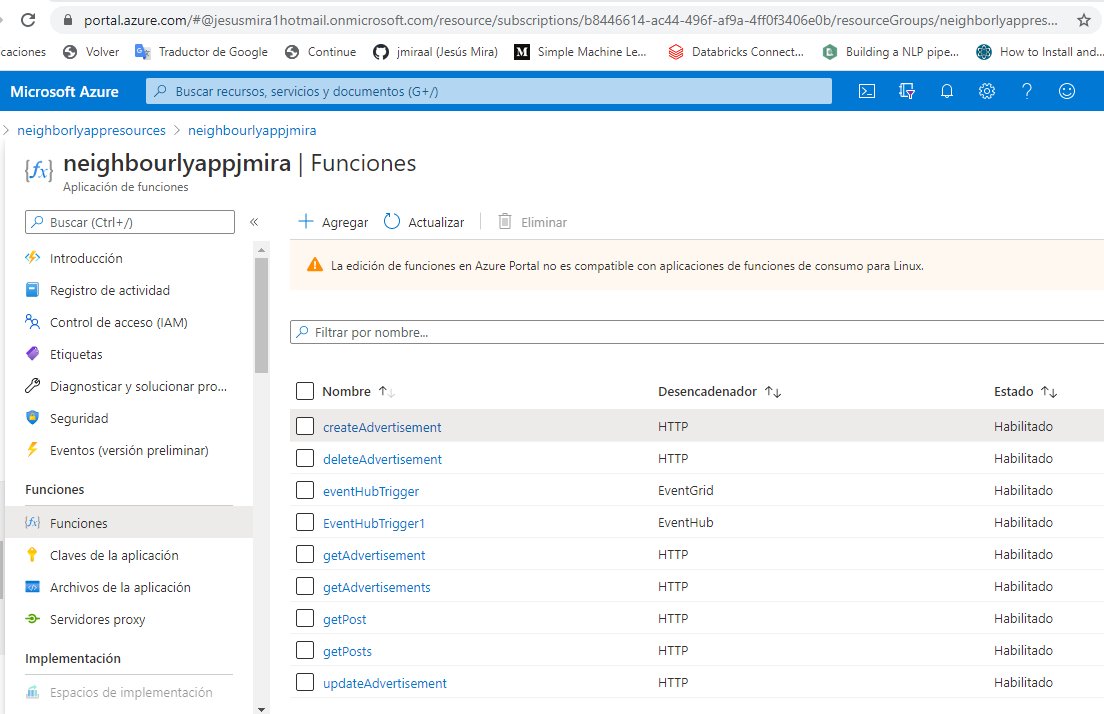 portal.azure.com/#@jesusmira1hotmail.onmicrosoft.com/resource/subscriptions/b8446614-ac44-496f-af9a-4ff0f3406e0b/resourceGroups/neighborlyappres...
caciones Volver Traductor de Google Continue jmiraal (Jesús Mira) M Simple Machine Le... Databricks Connect... Building a NLP pipe... How to Install and...
Microsoft Azure Buscar recursos, servicios y documentos (G+/)
neighborlyappresources > neighbourlyappjmira
neighbourlyappjmira | Funciones
Aplicación de funciones
Buscar (Ctrl+/) « Agregar Actualizar Eliminar
Introducción
La edición de funciones en Azure Portal no es compatible con aplicaciones de funciones de consumo para Linux.
Registro de actividad
Control de acceso (IAM)
Filtrar por nombre...
Etiquetas
Diagnosticar y solucionar pro...
Seguridad
Eventos (versión preliminar)
Funciones
Funciones
Claves de la aplicación
Archivos de la aplicación
Servidores proxy
Implementación
Espacios de implementación
Nombre Desencadenador Estado
createAdvertisement HTTP Habilitado
deleteAdvertisement HTTP Habilitado
eventHubTrigger EventGrid Habilitado
EventHubTrigger1 EventHub Habilitado
getAdvertisement HTTP Habilitado
getAdvertisements HTTP Habilitado
getPost HTTP Habilitado
getPosts HTTP Habilitado
updateAdvertisement HTTP Habilitado